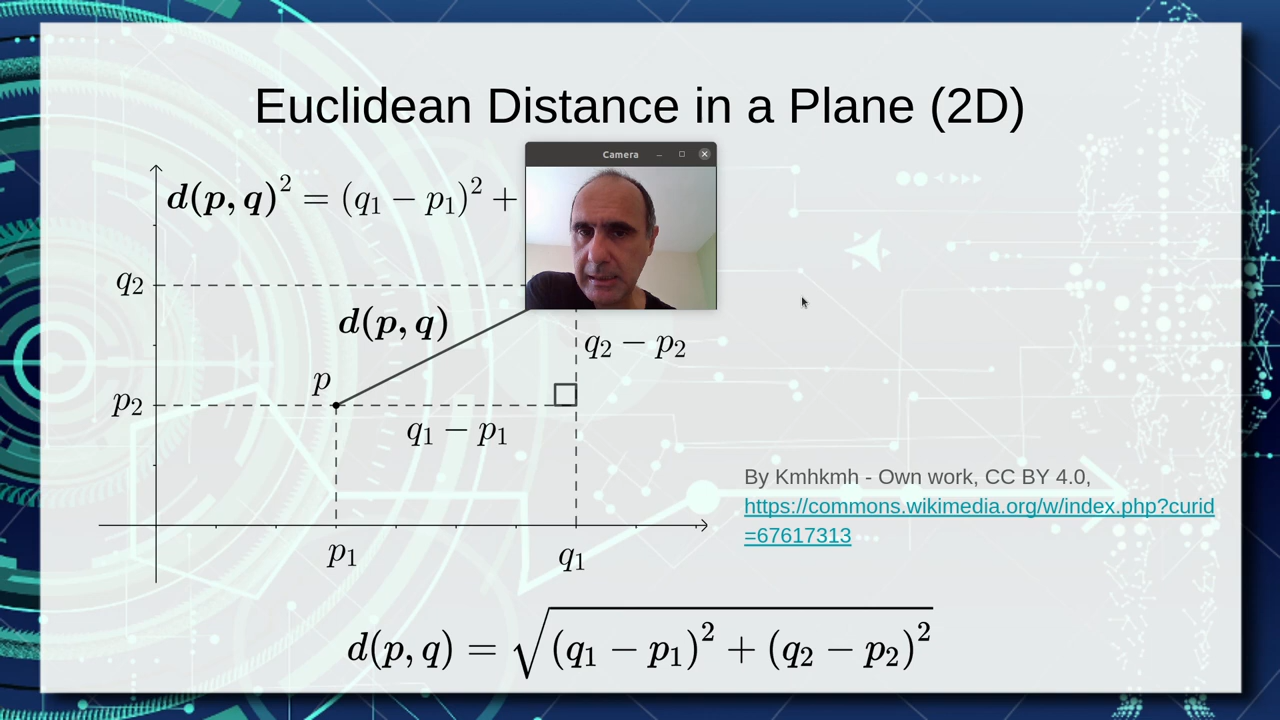 Euclidean Distance in a Plane (2D)
Camera
d(p, q)² = (q₁ − p₁)² +
q₂
d(p, q)
q₂ − p₂
p
p₂
q₁ − p₁
By Kmhkmh - Own work, CC BY 4.0,
https://commons.wikimedia.org/w/index.php?curid
=67617313
p₁
q₁
d(p, q) = √(q₁ − p₁)² + (q₂ − p₂)²